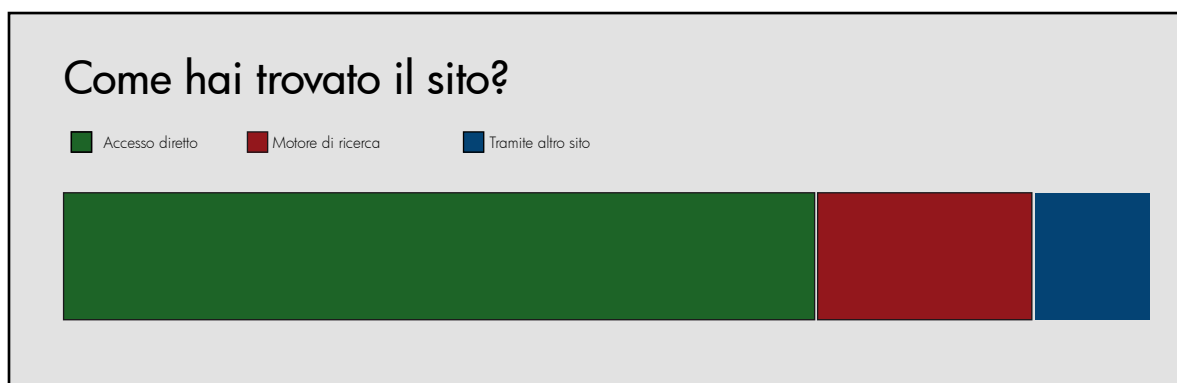 Come hai trovato il sito?
Accesso diretto Motore di ricerca Tramite altro sito